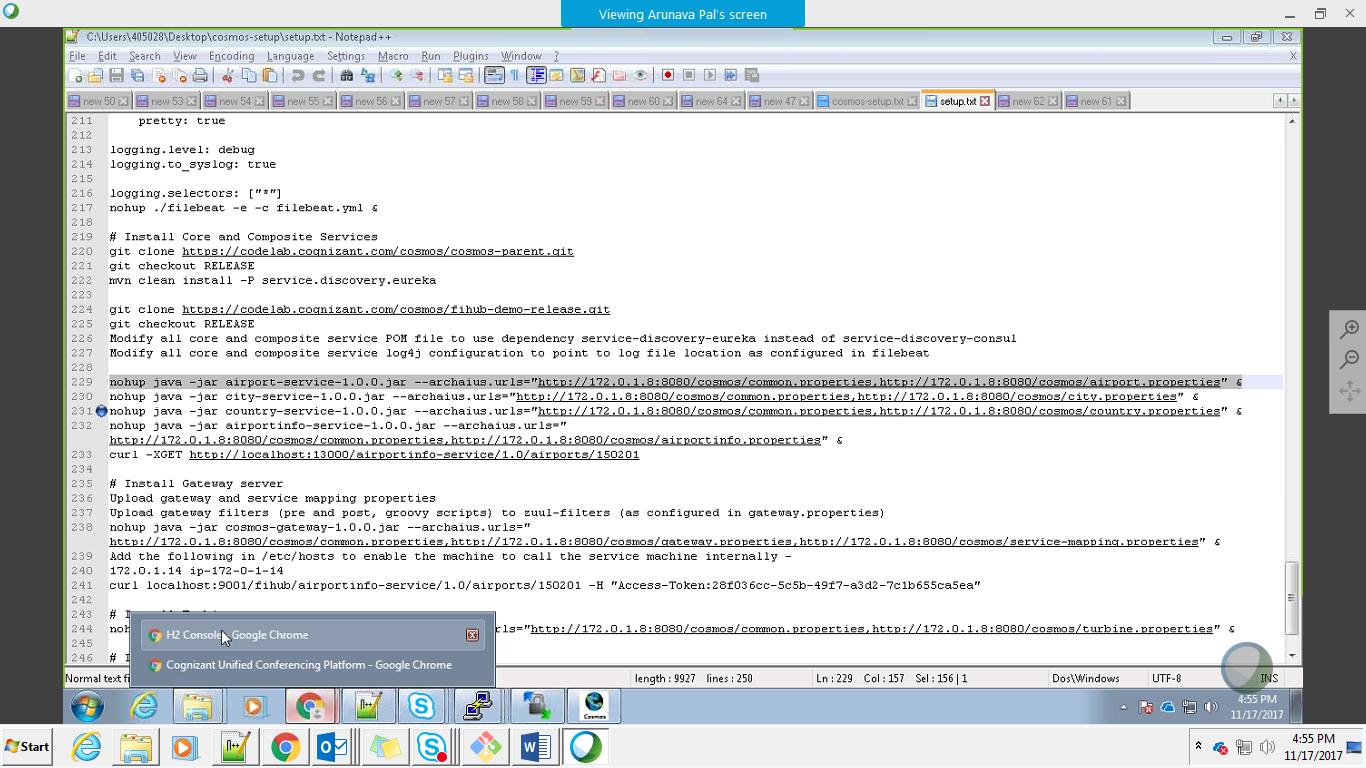 Viewing Arunava Pal's screen
C:\Users\405028\Desktop\cosmos-setup\setup.txt - Notepad++
File Edit Search View Encoding Language Settings Macro Run Plugins Window ?
X
new 50 new 53 new 54 new 55 new 56 new 57 new 58 new 59 new 60 new 64 new 47 cosmos-setup.txt setup.txt new 62 new 61
211 pretty: true
212
213 logging.level: debug
214 logging.to_syslog: true
215
216 logging.selectors: ["*"]
217 nohup ./filebeat -e -c filebeat.yml &
218
219 # Install Core and Composite Services
220 git clone https://codelab.cognizant.com/cosmos/cosmos-parent.git
221 git checkout RELEASE
222 mvn clean install -P service.discovery.eureka
223
224 git clone https://codelab.cognizant.com/cosmos/fihub-demo-release.git
225 git checkout RELEASE
226 Modify all core and composite service POM file to use dependency service-discovery-eureka instead of service-discovery-consul
227 Modify all core and composite service log4j configuration to point to log file location as configured in filebeat
228
229 nohup java -jar airport-service-1.0.0.jar --archaius.urls="http://172.0.1.8:8080/cosmos/common.properties,http://172.0.1.8:8080/cosmos/airport.properties" &
230 nohup java -jar city-service-1.0.0.jar --archaius.urls="http://172.0.1.8:8080/cosmos/common.properties,http://172.0.1.8:8080/cosmos/city.properties" &
231 nohup java -jar country-service-1.0.0.jar --archaius.urls="http://172.0.1.8:8080/cosmos/common.properties,http://172.0.1.8:8080/cosmos/country.properties" &
232 nohup java -jar airportinfo-service-1.0.0.jar --archaius.urls="
http://172.0.1.8:8080/cosmos/common.properties,http://172.0.1.8:8080/cosmos/airportinfo.properties" &
233 curl -XGET http://localhost:13000/airportinfo-service/1.0/airports/150201
234
235 # Install Gateway server
236 Upload gateway and service mapping properties
237 Upload gateway filters (pre and post, groovy scripts) to zuul-filters (as configured in gateway.properties)
238 nohup java -jar cosmos-gateway-1.0.0.jar --archaius.urls="
http://172.0.1.8:8080/cosmos/common.properties,http://172.0.1.8:8080/cosmos/gateway.properties,http://172.0.1.8:8080/cosmos/service-mapping.properties" &
239 Add the following in /etc/hosts to enable the machine to call the service machine internally -
240 172.0.1.14 ip-172-0-1-14
241 curl localhost:9001/fihub/airportinfo-service/1.0/airports/150201 -H "Access-Token:28f036cc-5c5b-49f7-a3d2-7c1b655ca5ea"
242
243 # I
244 no rls="http://172.0.1.8:8080/cosmos/common.properties,http://172.0.1.8:8080/cosmos/turbine.properties" &
245
246 # I
H2 Console - Google Chrome
Cognizant Unified Conferencing Platform - Google Chrome
Normal text fi length : 9927 lines : 250 Ln : 229 Col : 157 Sel : 156 | 1 Dos\Windows UTF-8 INS
Cosmos
4:55 PM
11/17/2017
Start
4:55 PM
11/17/2017